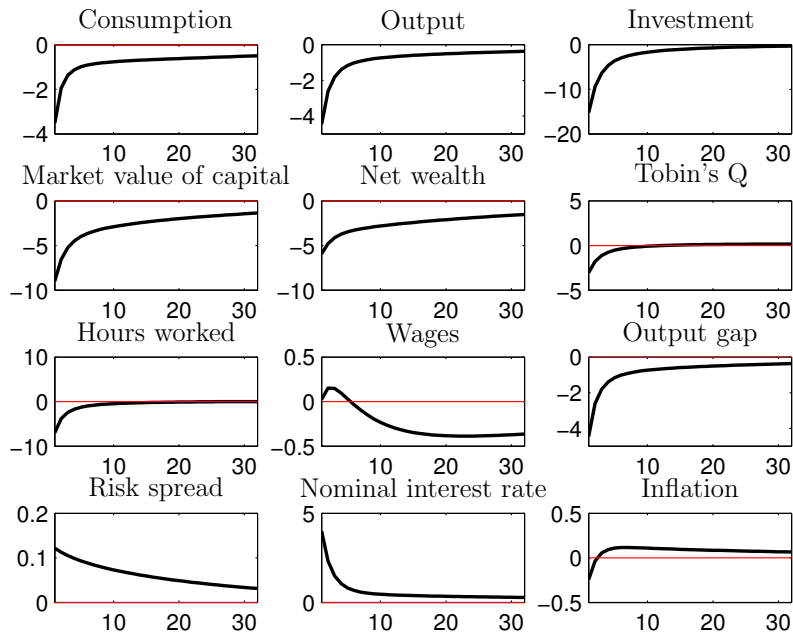 Consumption
0
−2
−4
10 20 30
Output
0
−2
−4
10 20 30
Investment
0
−10
−20
10 20 30
Market value of capital
0
−5
−10
10 20 30
Net wealth
0
−5
−10
10 20 30
Tobin's Q
5
0
−5
10 20 30
Hours worked
10
0
−10
10 20 30
Wages
0.5
0
−0.5
10 20 30
Output gap
0
−2
−4
10 20 30
Risk spread
0.2
0.1
0
10 20 30
Nominal interest rate
5
0
10 20 30
Inflation
0.5
0
−0.5
10 20 30